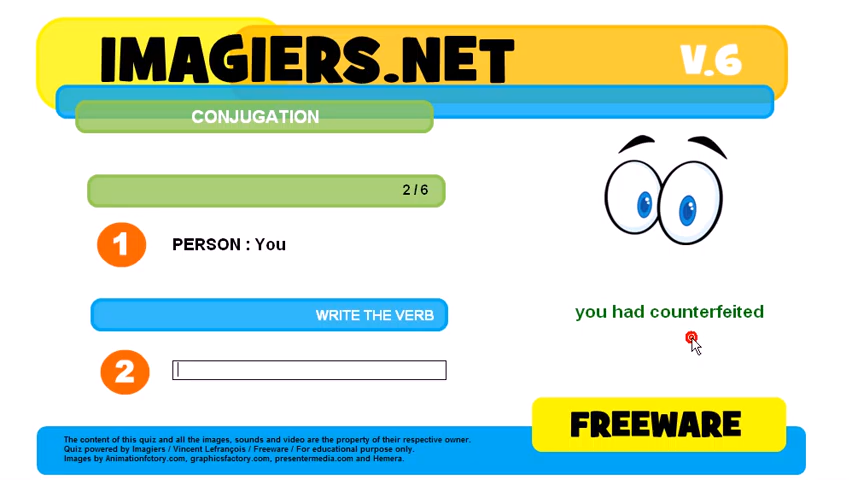 IMAGIERS.NET
V.6
CONJUGATION
2 / 6
1
PERSON : You
WRITE THE VERB
you had counterfeited
2
FREEWARE
The content of this quiz and all the images, sounds and video are the property of their respective owner.
Quiz powered by Imagiers / Vincent Lefrançois / Freeware / For educational purpose only.
Images by Animationfctory.com, graphicsfactory.com, presentermedia.com and Hemera.